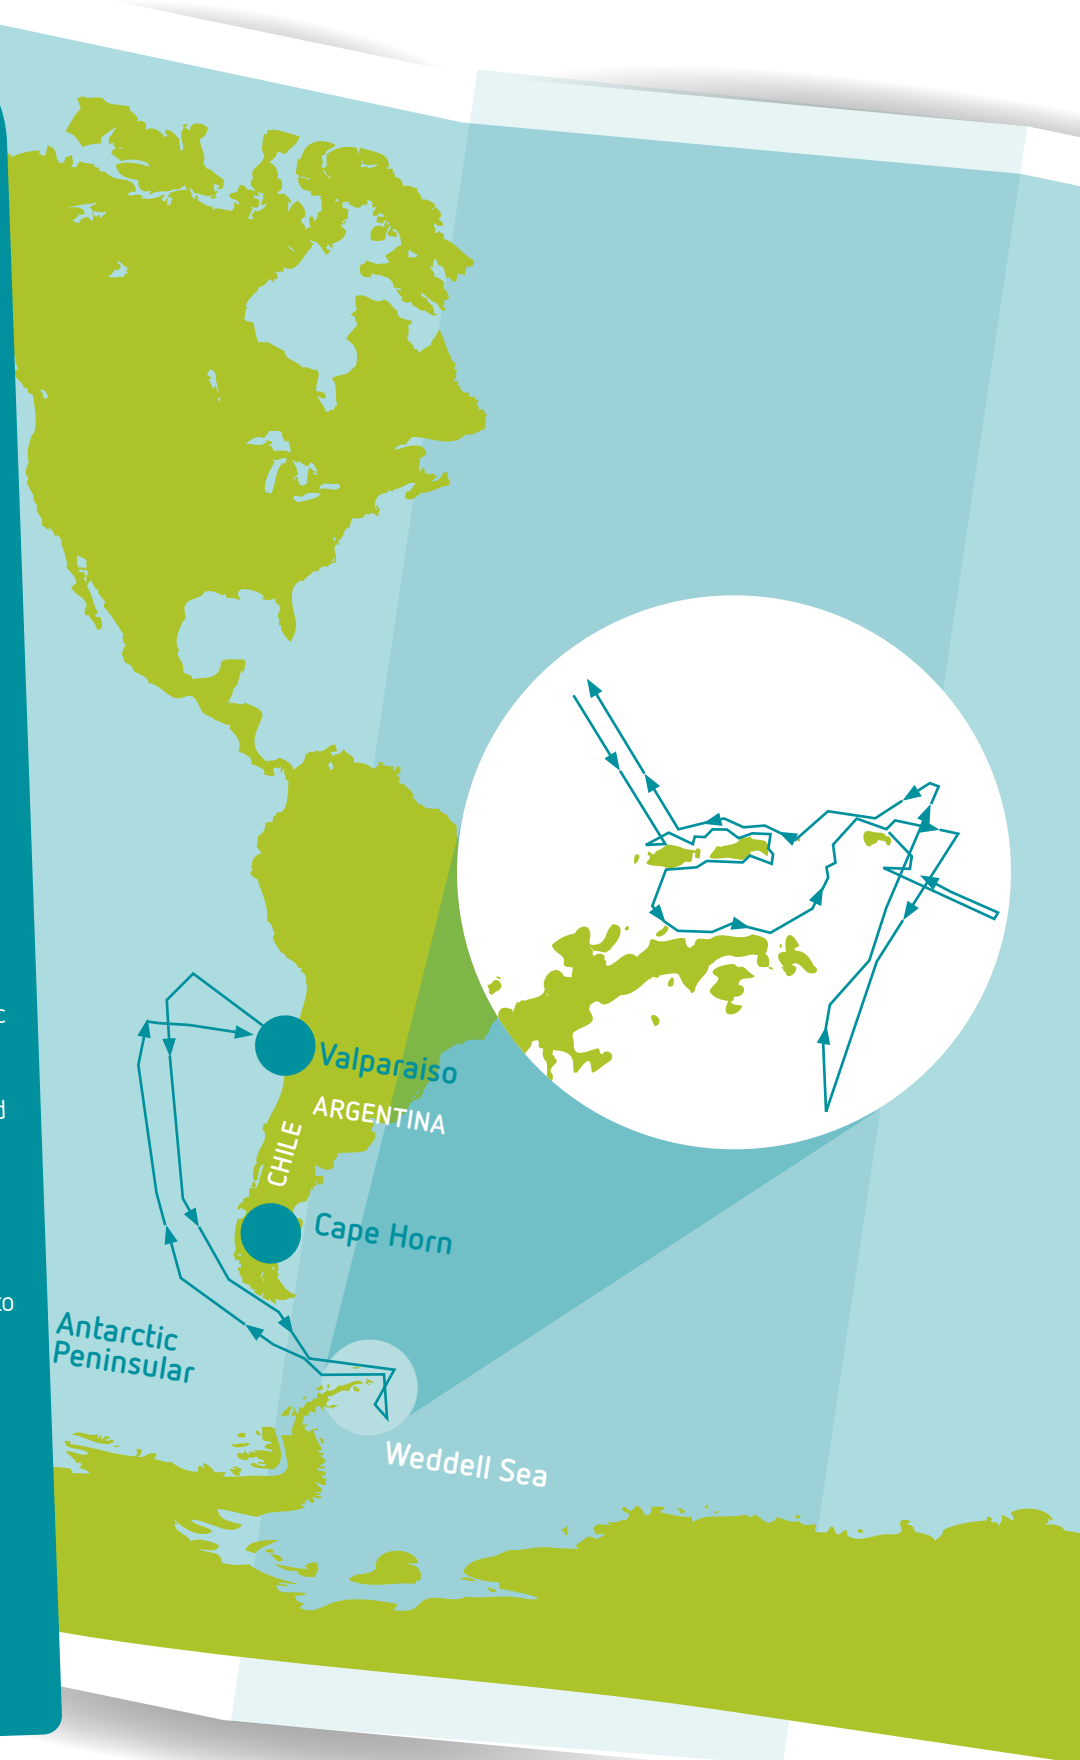 Valparaiso
ARGENTINA
CHILE
Cape Horn
Antarctic
Peninsular
Weddell Sea